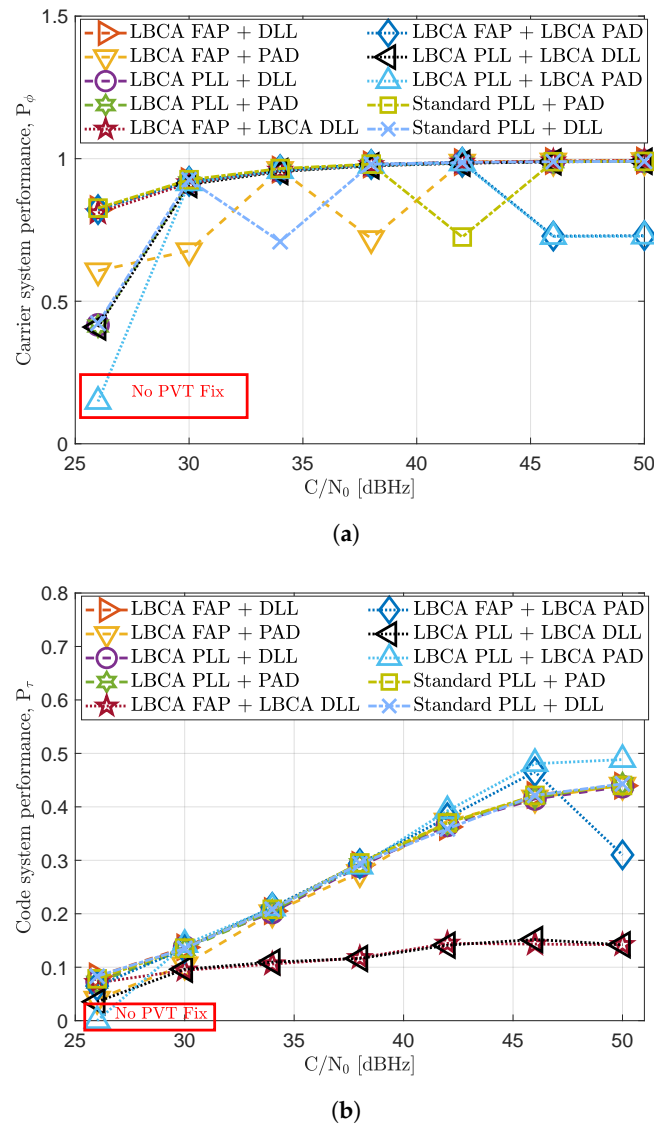 1.5
LBCA FAP + DLL
LBCA FAP + PAD
LBCA PLL + DLL
LBCA PLL + PAD
LBCA FAP + LBCA DLL
LBCA FAP + LBCA PAD
LBCA PLL + LBCA DLL
LBCA PLL + LBCA PAD
Standard PLL + PAD
Standard PLL + DLL
1
0.5
0
Carrier system performance, P_ϕ
No PVT Fix
25 30 35 40 45 50
C/N₀ [dBHz]
(a)
0.8
0.7
0.6
0.5
0.4
0.3
0.2
0.1
0
LBCA FAP + DLL
LBCA FAP + PAD
LBCA PLL + DLL
LBCA PLL + PAD
LBCA FAP + LBCA DLL
LBCA FAP + LBCA PAD
LBCA PLL + LBCA DLL
LBCA PLL + LBCA PAD
Standard PLL + PAD
Standard PLL + DLL
Code system performance, P_τ
No PVT Fix
25 30 35 40 45 50
C/N₀ [dBHz]
(b)